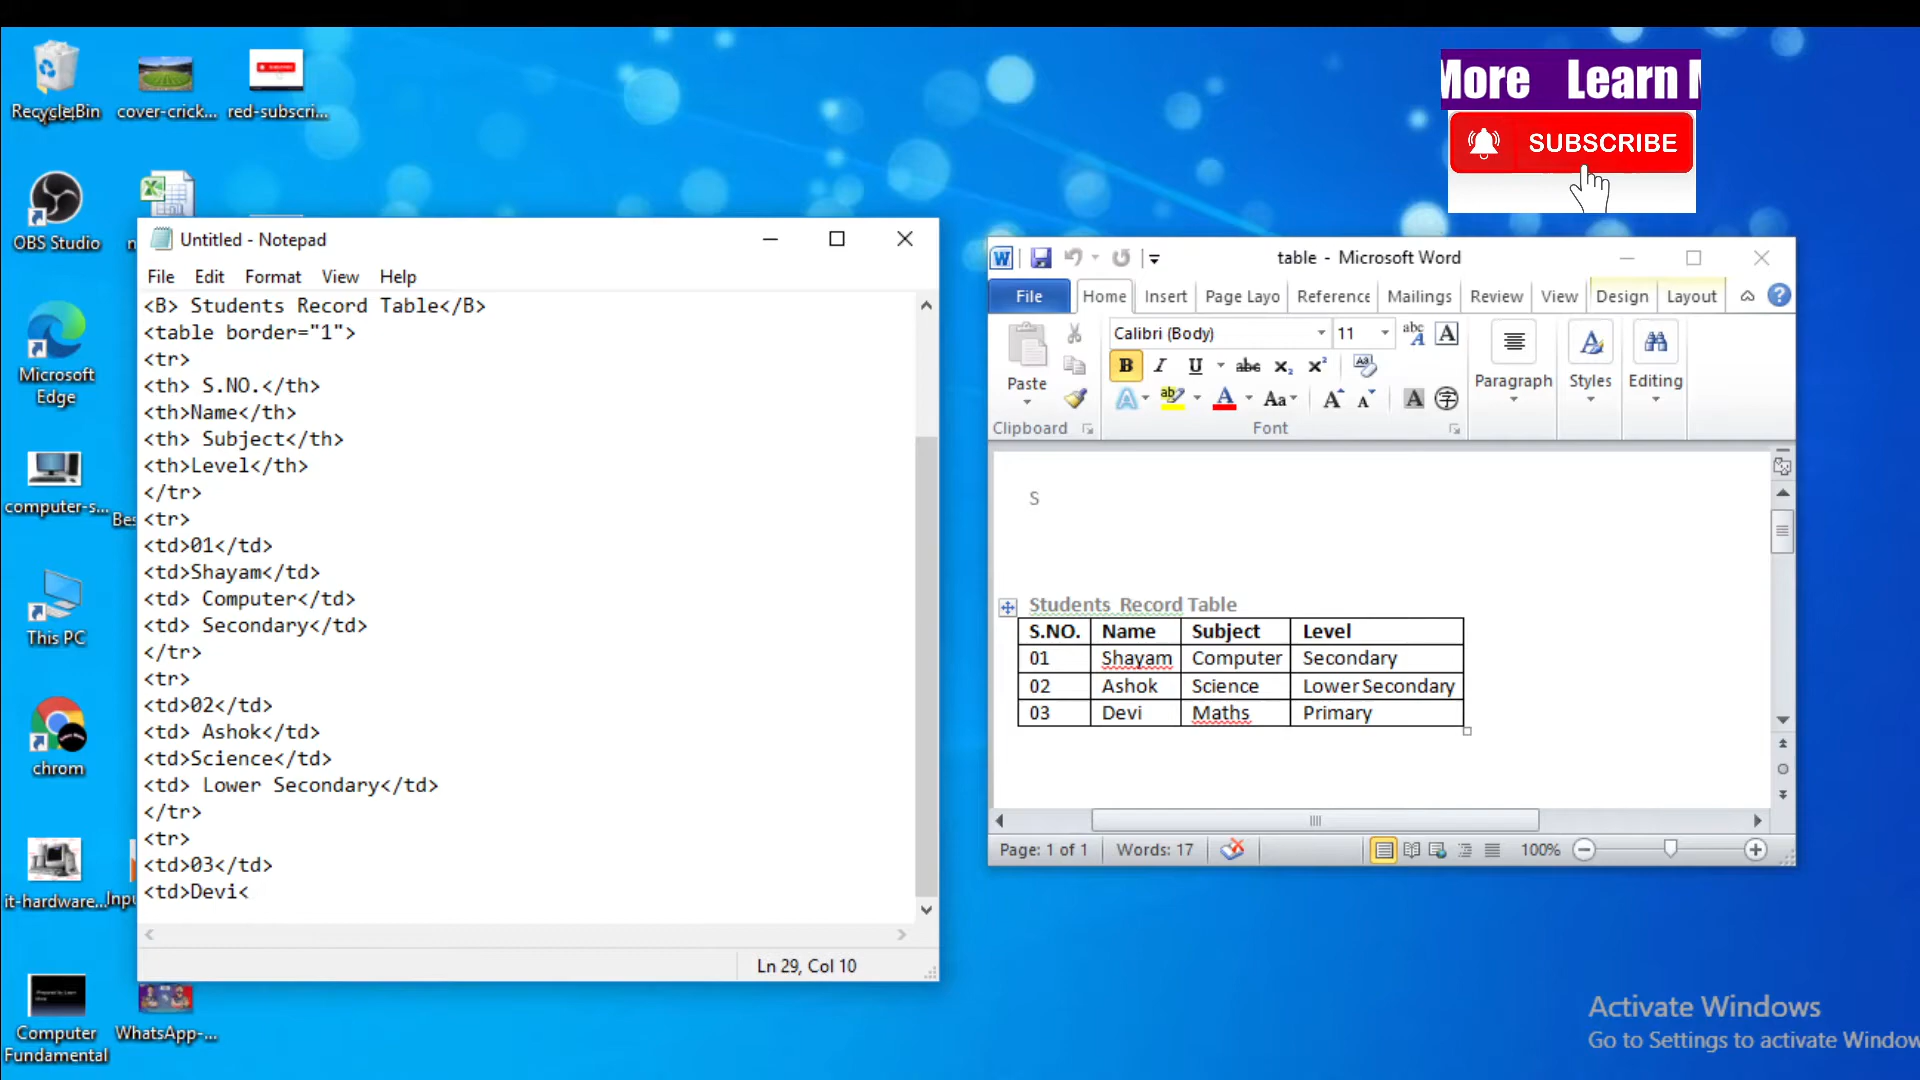 More Learn M
SUBSCRIBE
Recycle Bin
cover-crick...
red-subscri...
OBS Studio
Microsoft
Edge
computer-s...
Bes
This PC
chrom
it-hardware...
Inpu
Computer
Fundamental
WhatsApp-...
Untitled - Notepad
File Edit Format View Help
<B> Students Record Table</B>
<table border="1">
<tr>
<th> S.NO.</th>
<th>Name</th>
<th> Subject</th>
<th>Level</th>
</tr>
<tr>
<td>01</td>
<td>Shayam</td>
<td> Computer</td>
<td> Secondary</td>
</tr>
<tr>
<td>02</td>
<td> Ashok</td>
<td>Science</td>
<td> Lower Secondary</td>
</tr>
<tr>
<td>03</td>
<td>Devi<
Ln 29, Col 10
table - Microsoft Word
File Home Insert Page Layo Reference Mailings Review View Design Layout
Calibri (Body) 11
Paste
Paragraph Styles Editing
Clipboard Font
S
Students Record Table
S.NO. Name Subject Level
01 Shayam Computer Secondary
02 Ashok Science Lower Secondary
03 Devi Maths Primary
Page: 1 of 1 Words: 17 100%
Activate Windows
Go to Settings to activate Window